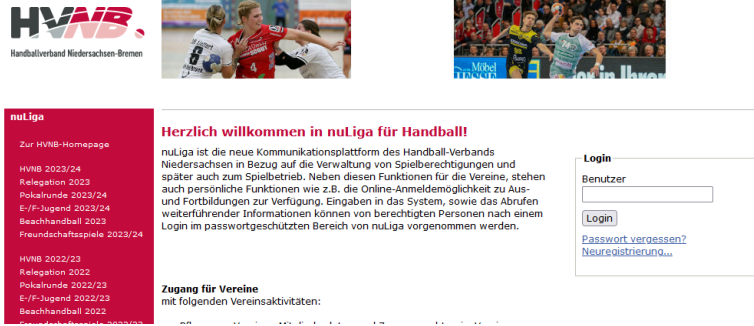 HVNB.
Handballverband Niedersachsen-Bremen
Möbel
nuLiga
Zur HVNB-Homepage
HVNB 2023/24
Relegation 2023
Pokalrunde 2023/24
E-/F-Jugend 2023/24
Beachhandball 2023
Freundschaftsspiele 2023/24
HVNB 2022/23
Relegation 2022
Pokalrunde 2022/23
E-/F-Jugend 2022/23
Beachhandball 2022
Herzlich willkommen in nuLiga für Handball!
nuLiga ist die neue Kommunikationsplattform des Handball-Verbands
Niedersachsen in Bezug auf die Verwaltung von Spielberechtigungen und
später auch zum Spielbetrieb. Neben diesen Funktionen für die Vereine, stehen
auch persönliche Funktionen wie z.B. die Online-Anmeldemöglichkeit zu Aus-
und Fortbildungen zur Verfügung. Eingaben in das System, sowie das Abrufen
weiterführender Informationen können von berechtigten Personen nach einem
Login im passwortgeschützten Bereich von nuLiga vorgenommen werden.
Zugang für Vereine
mit folgenden Vereinsaktivitäten:
Login
Benutzer
Login
Passwort vergessen?
Neuregistrierung...